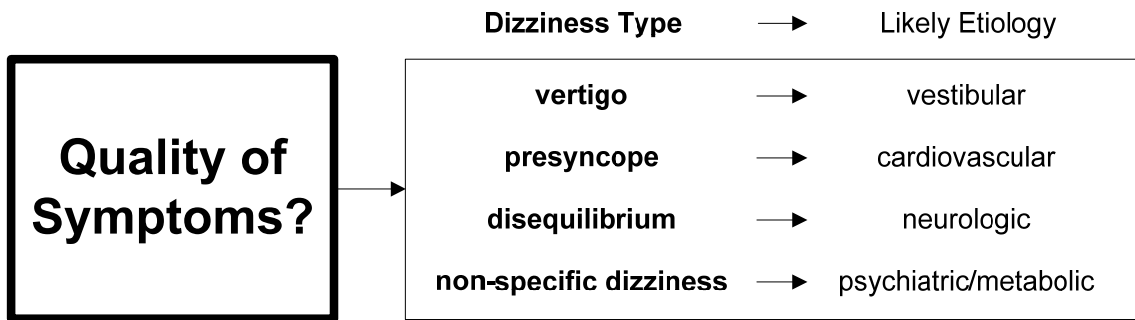 Dizziness Type → Likely Etiology
Quality of
Symptoms?
vertigo → vestibular
presyncope → cardiovascular
disequilibrium → neurologic
non-specific dizziness → psychiatric/metabolic